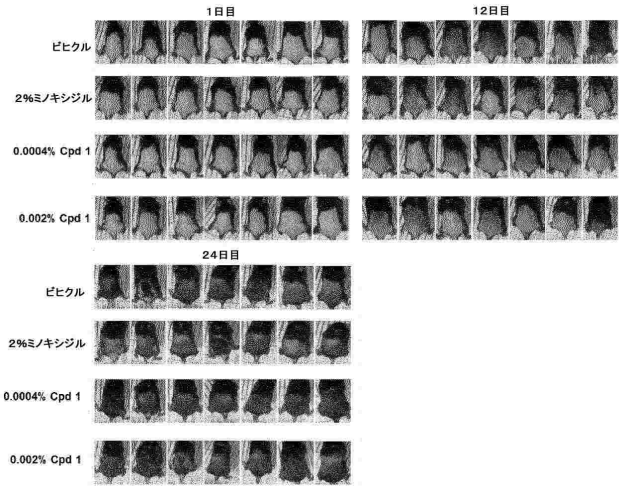 1日目
12日目
ビヒクル
2%ミノキシジル
0.0004% Cpd 1
0.002% Cpd 1
24日目
ビヒクル
2%ミノキシジル
0.0004% Cpd 1
0.002% Cpd 1